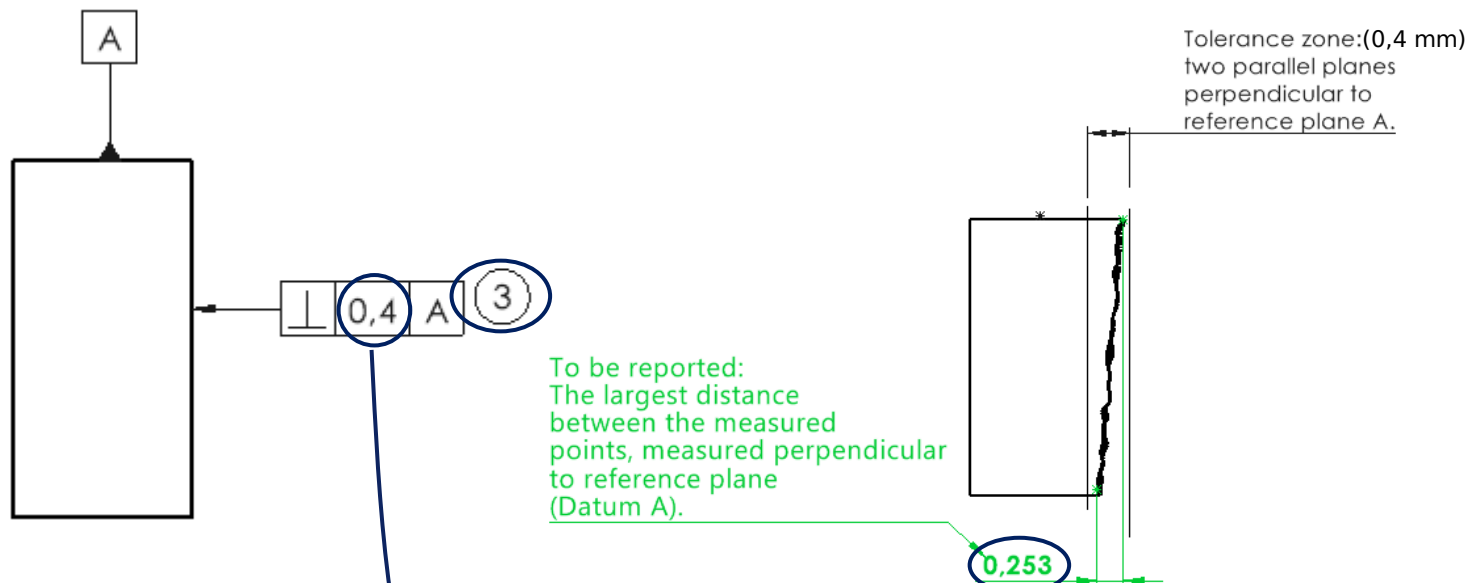 A
Tolerance zone:(0,4 mm)
two parallel planes
perpendicular to
reference plane A.
⊥ 0,4 A 3
To be reported:
The largest distance
between the measured
points, measured perpendicular
to reference plane
(Datum A).
0,253